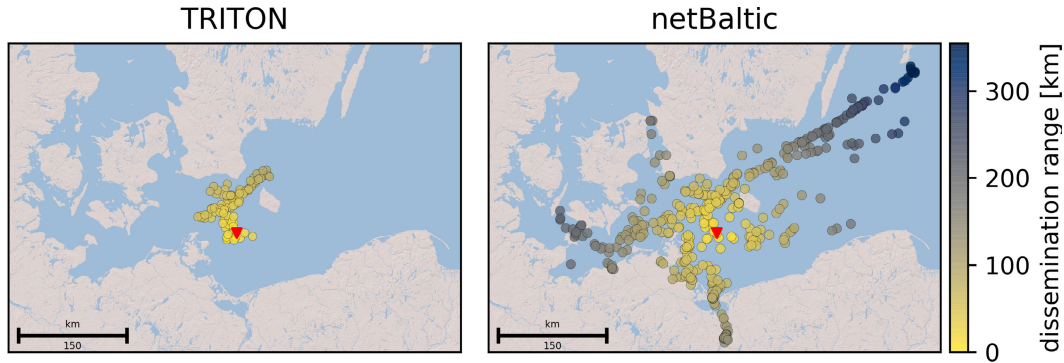 TRITON
netBaltic
km
150
km
150
300
200
100
0
dissemination range [km]